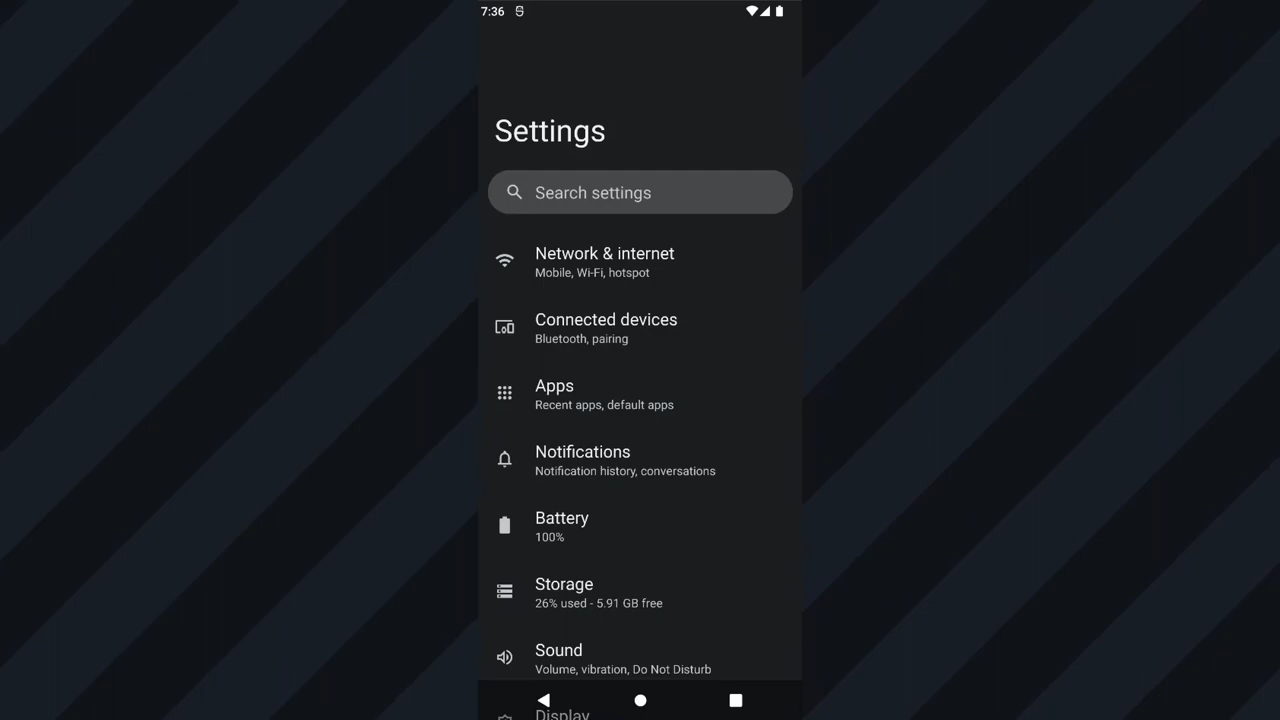 7:36
Settings
Search settings
Network & internet
Mobile, Wi-Fi, hotspot
Connected devices
Bluetooth, pairing
Apps
Recent apps, default apps
Notifications
Notification history, conversations
Battery
100%
Storage
26% used - 5.91 GB free
Sound
Volume, vibration, Do Not Disturb
Display